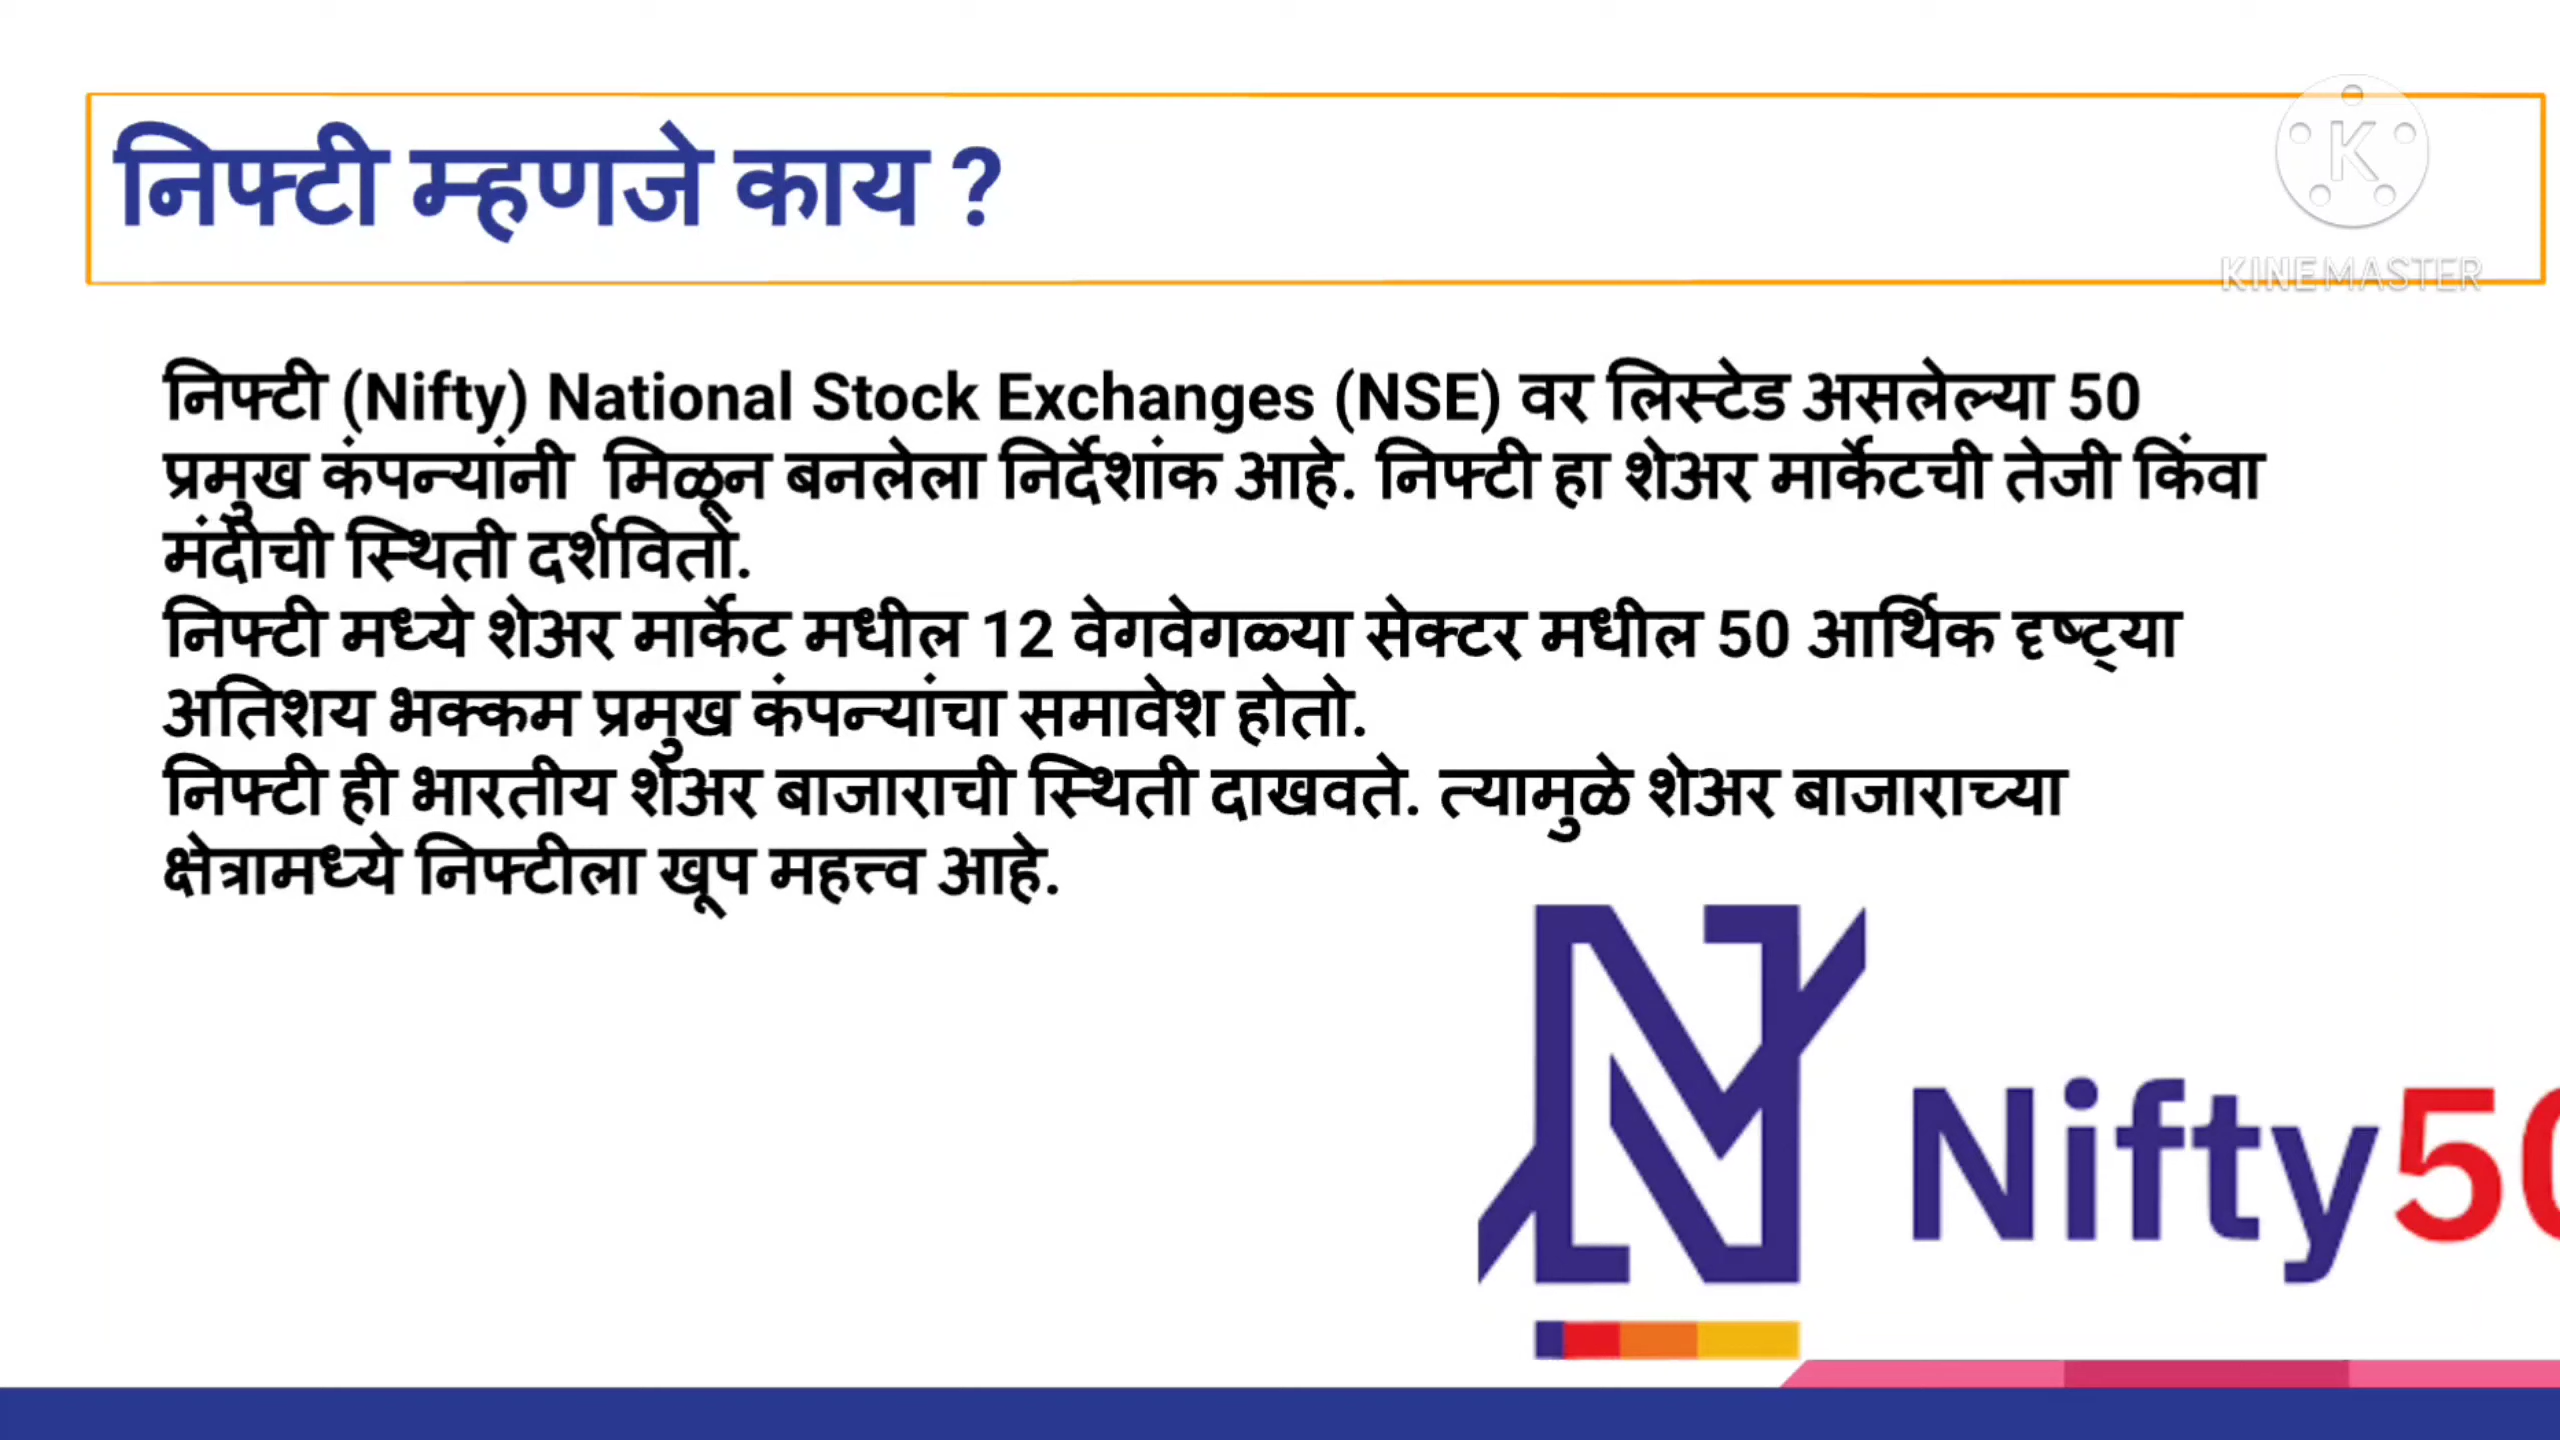 निफ्टी म्हणजे काय ?
K
KINEMASTER
निफ्टी (Nifty) National Stock Exchanges (NSE) वर लिस्टेड असलेल्या 50
प्रमुख कंपन्यांनी मिळून बनलेला निर्देशांक आहे. निफ्टी हा शेअर मार्केटची तेजी किंवा
मंदीची स्थिती दर्शवितो.
निफ्टी मध्ये शेअर मार्केट मधील 12 वेगवेगळ्या सेक्टर मधील 50 आर्थिक दृष्ट्या
अतिशय भक्कम प्रमुख कंपन्यांचा समावेश होतो.
निफ्टी ही भारतीय शेअर बाजाराची स्थिती दाखवते. त्यामुळे शेअर बाजाराच्या
क्षेत्रामध्ये निफ्टीला खूप महत्त्व आहे.
Nifty50